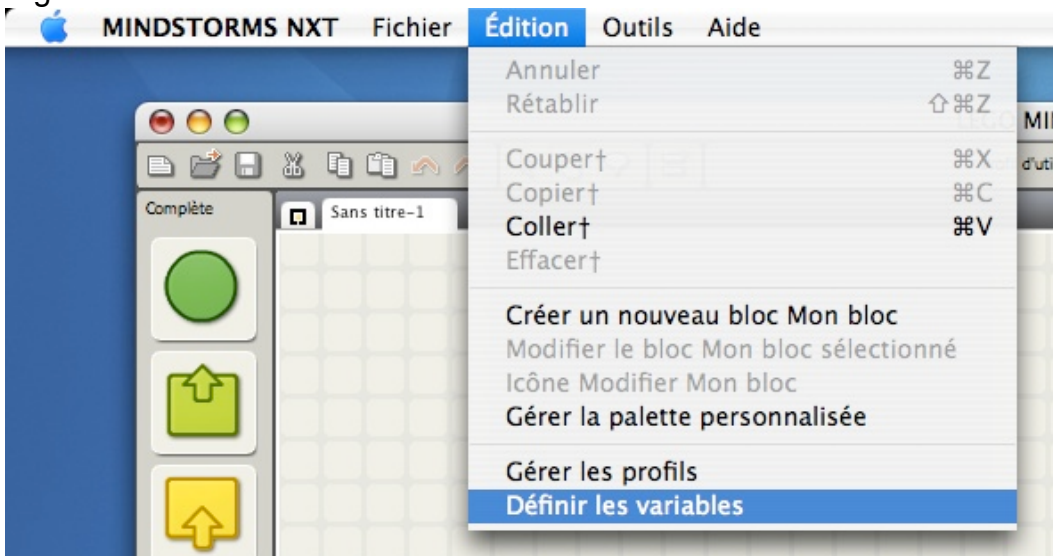 MINDSTORMS NXT Fichier Édition Outils Aide
Annuler ⌘Z
Rétablir ⇧⌘Z
MI
Couper† ⌘X
d'uti
Copier† ⌘C
Complète
Sans titre-1
Coller† ⌘V
Effacer†
Créer un nouveau bloc Mon bloc
Modifier le bloc Mon bloc sélectionné
Icône Modifier Mon bloc
Gérer la palette personnalisée
Gérer les profils
Définir les variables